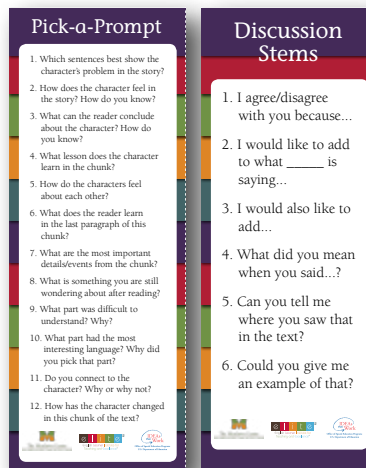 Pick-a-Prompt
1. Which sentences best show the
character's problem in the story?
2. How does the character feel in
the story? How do you know?
3. What can the reader conclude
about the character? How do
you know?
4. What lesson does the character
learn in the chunk?
5. How do the characters feel
about each other?
6. What does the reader learn
in the last paragraph of this
chunk?
7. What are the most important
details/events from the chunk?
8. What is something you are still
wondering about after reading?
9. What part was difficult to
understand? Why?
10. What part had the most
interesting language? Why did
you pick that part?
11. Do you connect to the
character? Why or why not?
12. How has the character changed
in this chunk of the text?
elite
IDEAs
that Work
Discussion
Stems
1. I agree/disagree
with you because...
2. I would like to add
to what _____ is
saying...
3. I would also like to
add...
4. What did you mean
when you said...?
5. Can you tell me
where you saw that
in the text?
6. Could you give me
an example of that?
elite
IDEAs
that Work